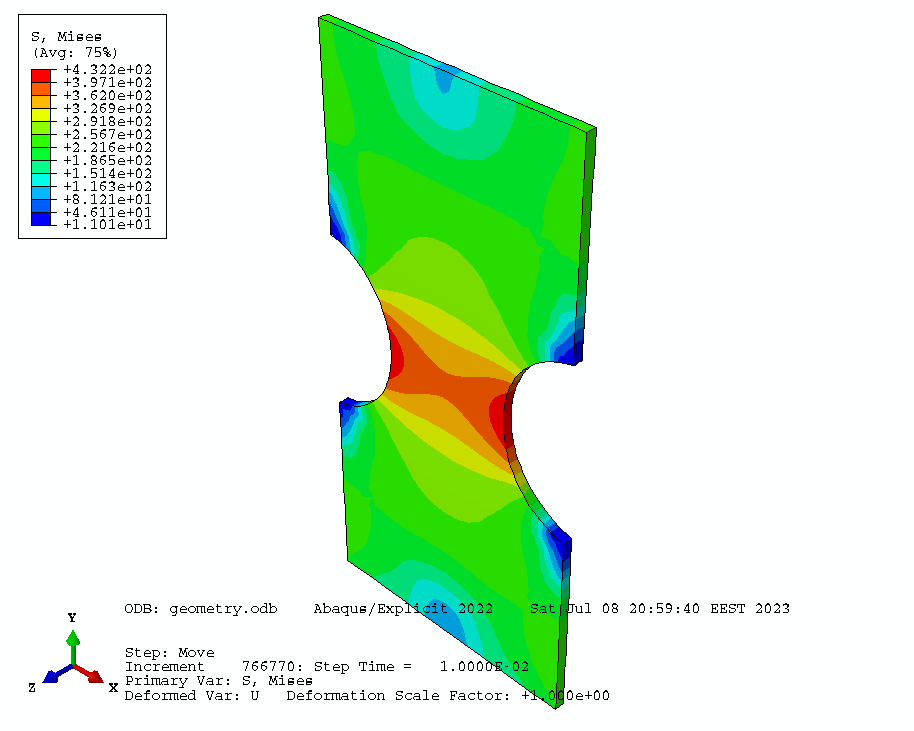 S, Mises
(Avg: 75%)
+4.322e+02
+3.971e+02
+3.620e+02
+3.269e+02
+2.918e+02
+2.567e+02
+2.216e+02
+1.865e+02
+1.514e+02
+1.163e+02
+8.121e+01
+4.611e+01
+1.101e+01
ODB: geometry.odb    Abaqus/Explicit 2022    Sat Jul 08 20:59:40 EEST 2023
Y
Z
X
Step: Move
Increment    766770: Step Time =    1.0000E-02
Primary Var: S, Mises
Deformed Var: U   Deformation Scale Factor: +1.000e+00